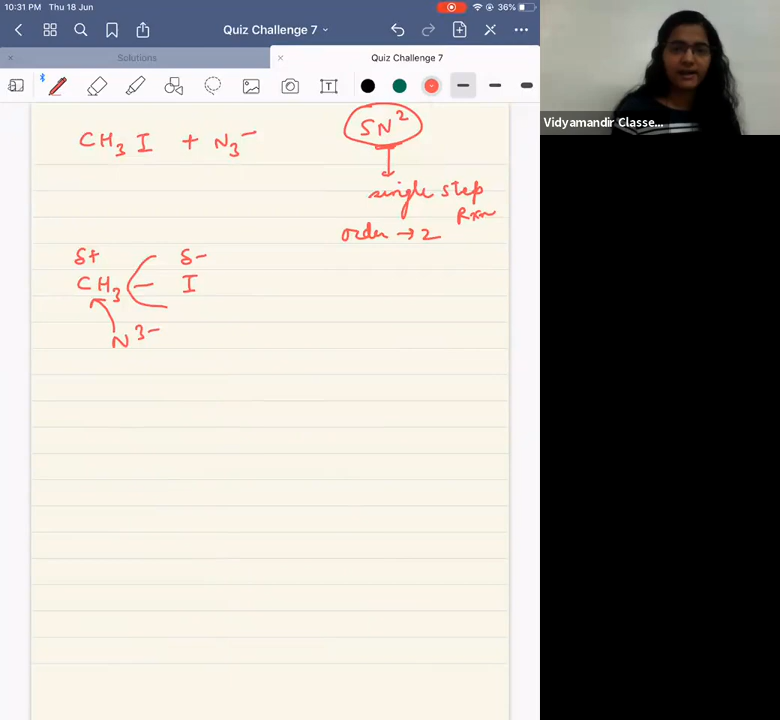 10:31 PM Thu 18 Jun
36%
Quiz Challenge 7
Solutions
Quiz Challenge 7
T
Vidyamandir Classe...
CH₃ I + N₃⁻
SN²
single step
Rxn
order → 2
δ+ δ-
CH₃ - I
N³⁻